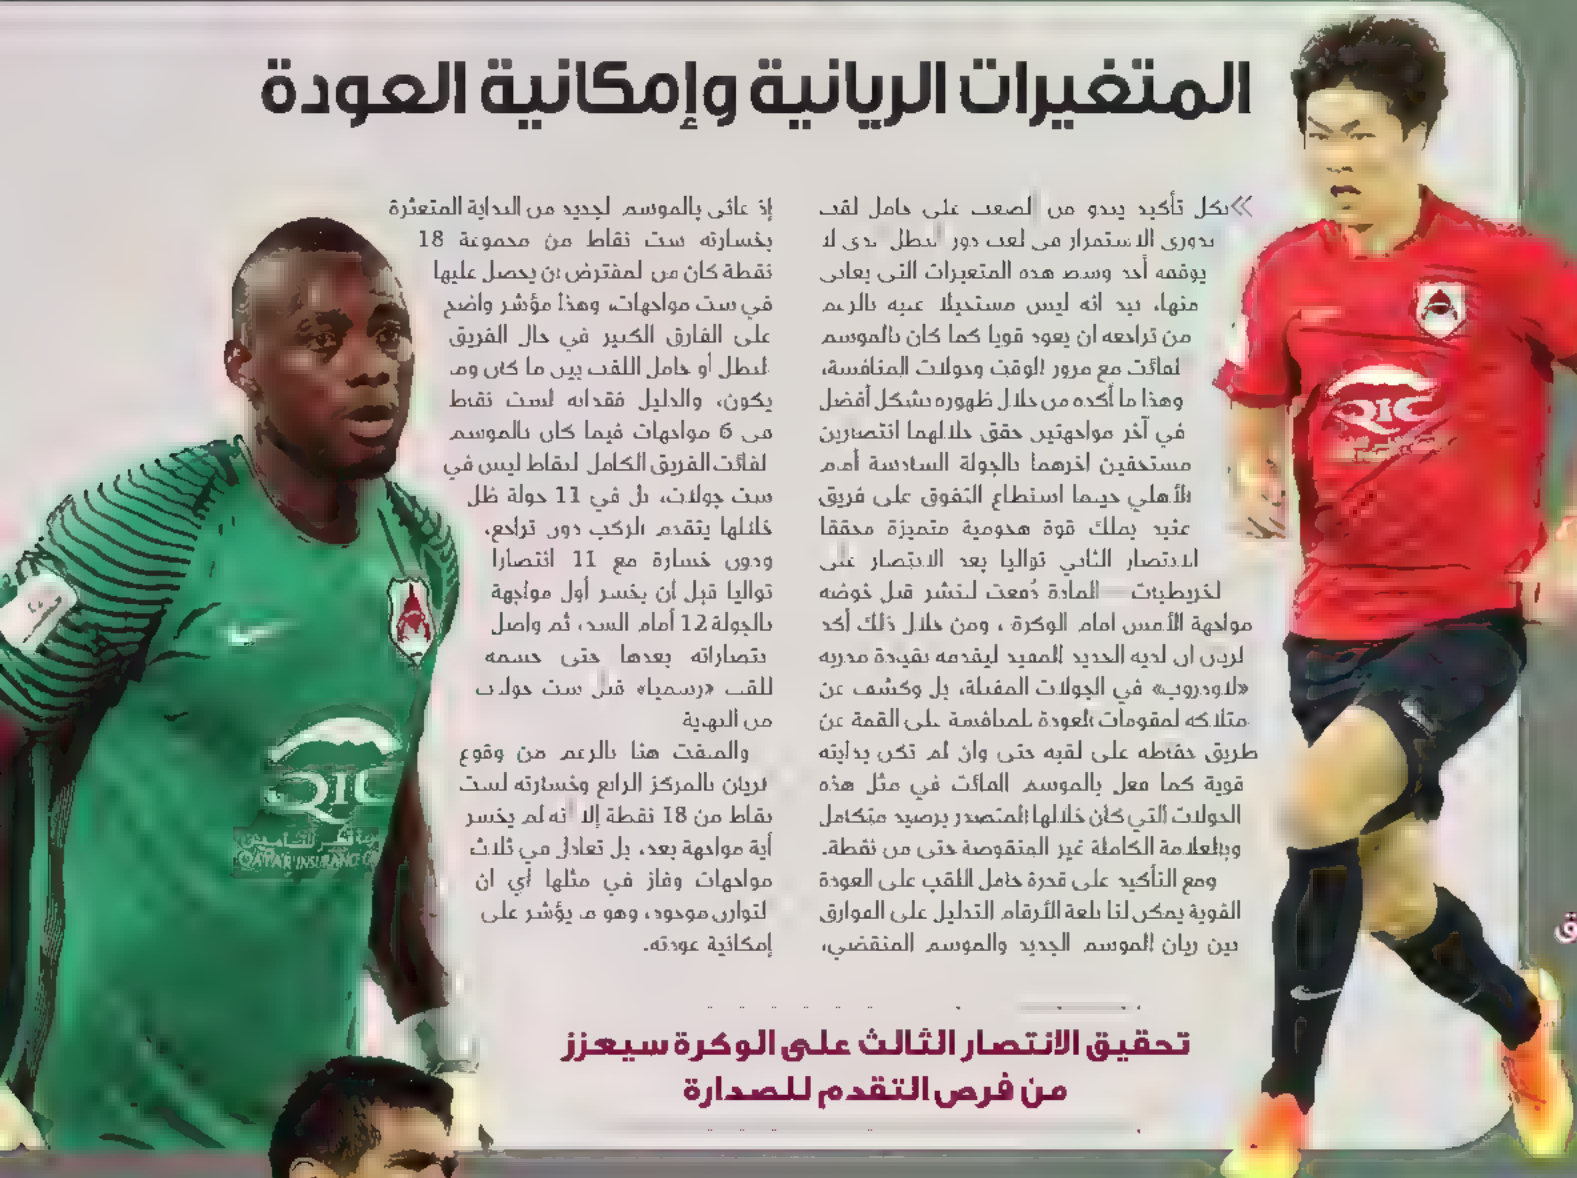 المتغيرات الريانية وإمكانية العودة
بكل تأكيد يبدو من الصعب على حامل لقب
الدوري الاستمرار في لعب دور البطل الذي لا
يوقفه أحد وسط هذه المتغيرات التي يعاني
منها، بيد انه ليس مستحيلا عليه بالرغم
من تراجعه ان يعود قويا كما كان بالموسم
الفائت مع مرور الوقت وجولات المنافسة،
وهذا ما أكده من خلال ظهوره بشكل أفضل
في آخر مواجهتين حقق خلالهما انتصارين
مستحقين اخرهما بالجولة السادسة أمام
الأهلي حينما استطاع التفوق على فريق
عنيد يملك قوة هجومية متميزة محققا
الانتصار الثاني تواليا بعد الانتصار على
الخريطيات – المادة دُفعت للنشر قبل خوضه
مواجهة الأمس امام الوكرة ، ومن خلال ذلك أكد
الريان ان لديه الجديد المفيد ليقدمه بقيادة مدربه
«لاودروب» في الجولات المقبلة، بل وكشف عن
امتلاكه لمقومات العودة للمنافسة على القمة عن
طريق حفاظه على لقبه حتى وان لم تكن بدايته
قوية كما فعل بالموسم الفائت في مثل هذه
الجولات التي كان خلالها المتصدر برصيد متكامل
وبالعلامة الكاملة غير المنقوصة حتى من نقطة.
ومع التأكيد على قدرة حامل اللقب على العودة
القوية يمكن لنا بلغة الأرقام التدليل على الفوارق
بين ريان الموسم الجديد والموسم المنقضي،
إذ عانى بالموسم الجديد من البداية المتعثرة
بخسارته ست نقاط من مجموعة 18
نقطة كان من المفترض ان يحصل عليها
في ست مواجهات، وهذا مؤشر واضح
على الفارق الكبير في حال الفريق
البطل أو حامل اللقب بين ما كان وما
يكون، والدليل فقدانه لست نقاط
في 6 مواجهات فيما كان بالموسم
الفائت الفريق الكامل لنقاط ليس في
ست جولات، بل في 11 جولة ظل
خلالها يتقدم الركب دون تراجع،
ودون خسارة مع 11 انتصارا
تواليا قبل أن يخسر أول مواجهة
بالجولة 12 أمام السد، ثم واصل
انتصاراته بعدها حتى حسمه
للقب «رسميا» قبل ست جولات
من النهاية
والملفت هنا بالرغم من وقوع
الريان بالمركز الرابع وخسارته لست
نقاط من 18 نقطة إلا انه لم يخسر
أية مواجهة بعد، بل تعادل في ثلاث
مواجهات وفاز في مثلها أي ان
التوازن موجود، وهو ما يؤشر على
إمكانية عودته.
تحقيق الانتصار الثالث على الوكرة سيعزز
من فرص التقدم للصدارة
QIC
QIC
QATAR INSURANCE